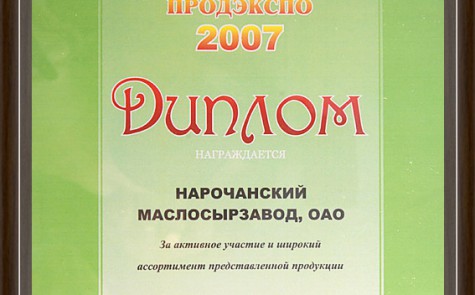 ПРОДЭКСПО
2007
Диплом
НАГРАЖДАЕТСЯ
НАРОЧАНСКИЙ
МАСЛОСЫРЗАВОД, ОАО
За активное участие и широкий
ассортимент представленной продукции